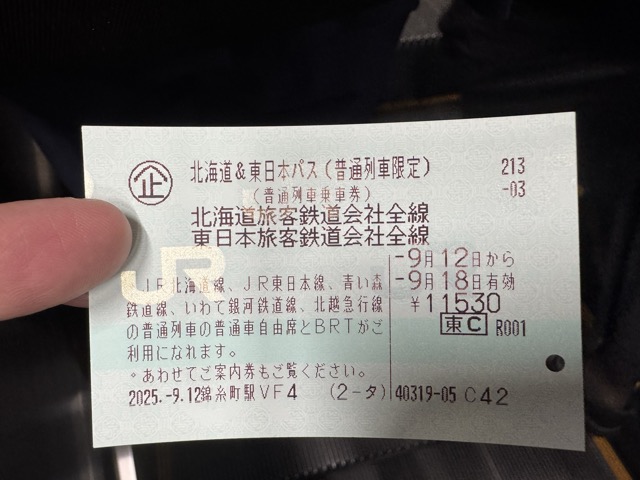 企 北海道&東日本パス(普通列車限定) 213
(普通列車乗車券) -03
北海道旅客鉄道会社全線
東日本旅客鉄道会社全線
-9月12日から
-9月18日有効
¥11530
東C R001
JR北海道線、JR東日本線、青い森
鉄道線、いわて銀河鉄道線、北越急行線
の普通列車の普通車自由席とBRTがご
利用になれます。
*あわせてご案内券もご覧ください。
2025.-9.12錦糸町駅VF4 (2-タ) 40319-05 C42
JR